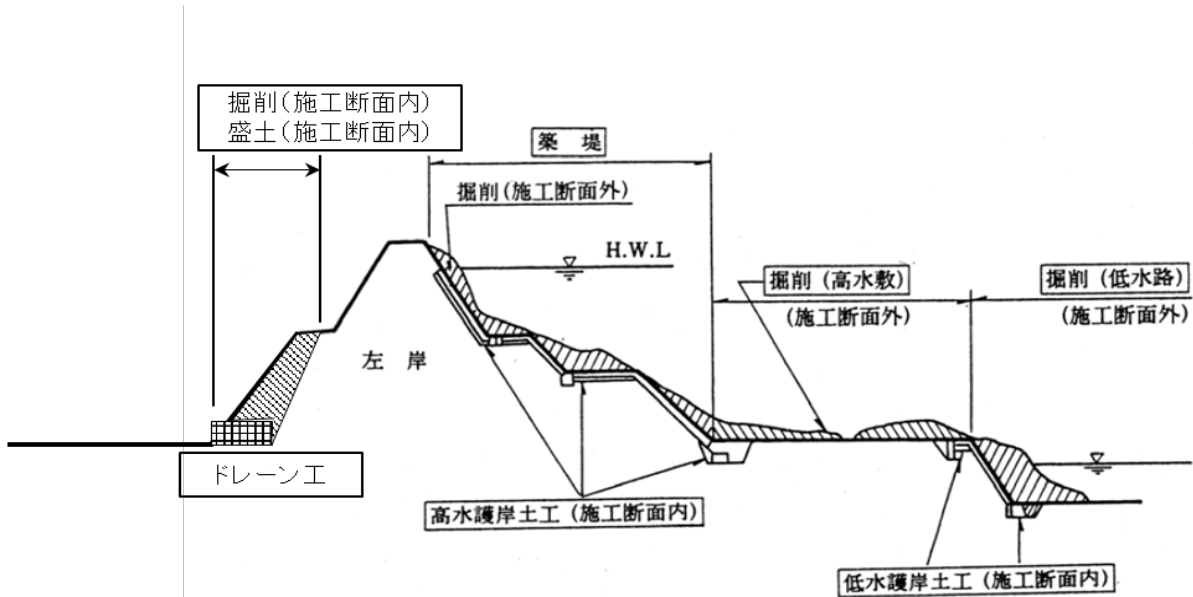 掘削(施工断面内)
盛土(施工断面内)
築 堤
掘削(施工断面外)
H.W.L
掘削(高水敷)
(施工断面外)
掘削(低水路)
(施工断面外)
左 岸
ドレーン工
高水護岸土工(施工断面内)
低水護岸土工(施工断面内)